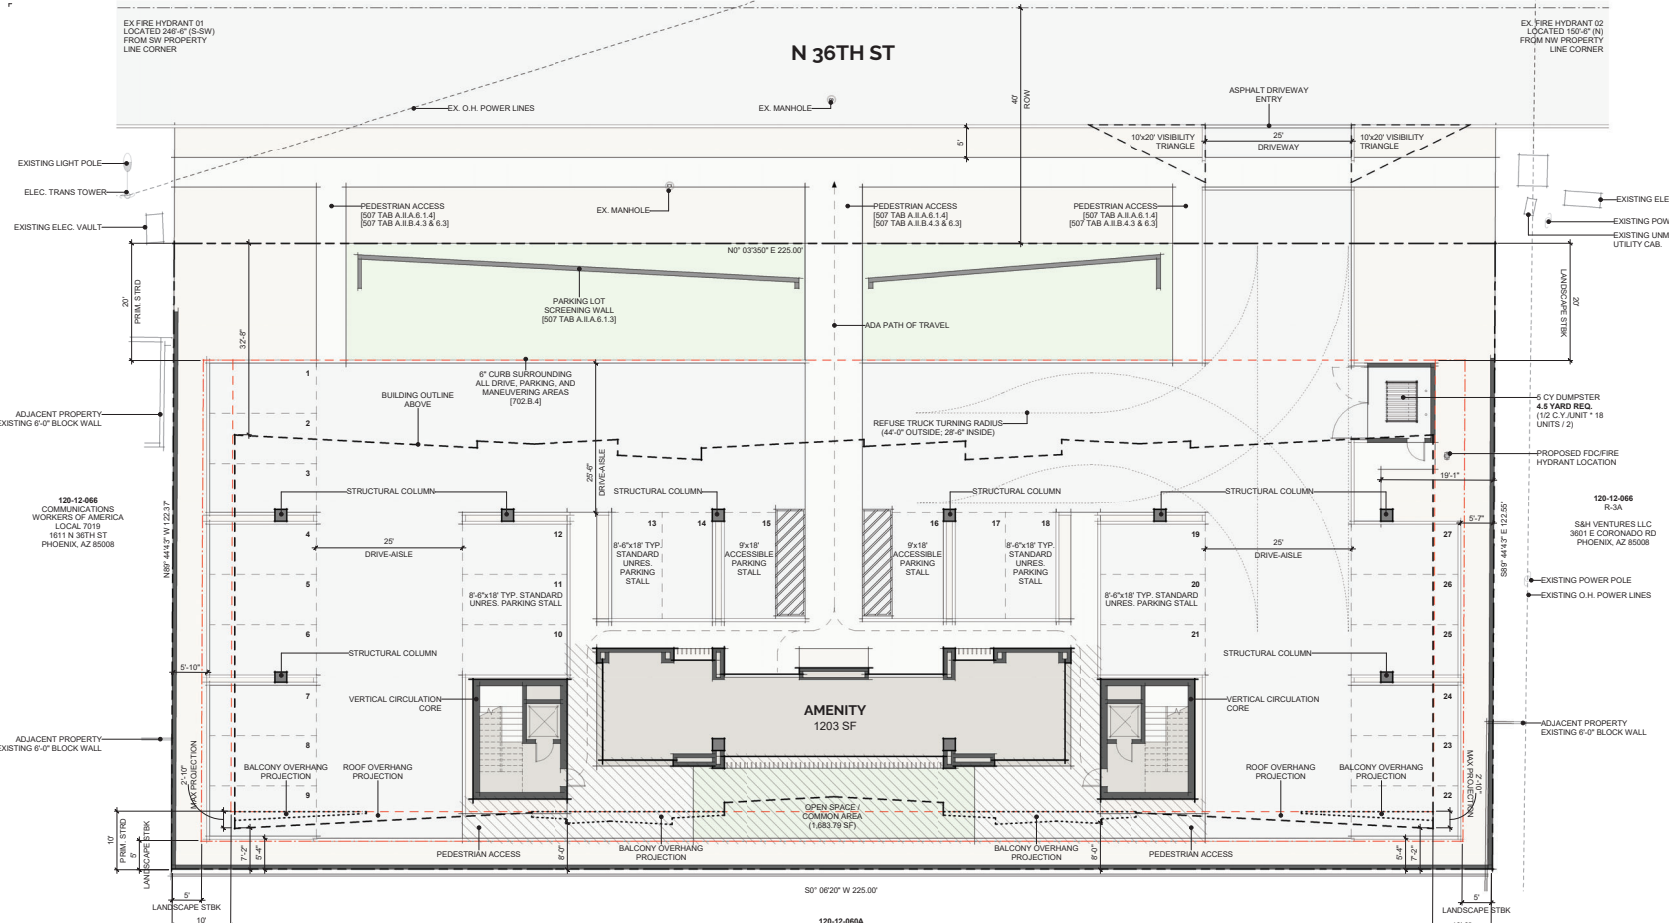 EX FIRE HYDRANT 01
LOCATED 246'-6" (S-SW)
FROM SW PROPERTY
LINE CORNER
N 36TH ST
EX. FIRE HYDRANT 02
LOCATED 150'-6" (N)
FROM NW PROPERTY
LINE CORNER
EX. O.H. POWER LINES
EX. MANHOLE
40'
ROW
ASPHALT DRIVEWAY
ENTRY
5'
10'x20' VISIBILITY
TRIANGLE
25'
DRIVEWAY
10'x20' VISIBILITY
TRIANGLE
EXISTING LIGHT POLE
ELEC. TRANS TOWER
EXISTING ELEC. VAULT
PEDESTRIAN ACCESS
[507 TAB A.II.A.6.1.4]
[507 TAB A.II.B.4.3 & 6.3]
EX. MANHOLE
PEDESTRIAN ACCESS
[507 TAB A.II.A.6.1.4]
[507 TAB A.II.B.4.3 & 6.3]
PEDESTRIAN ACCESS
[507 TAB A.II.A.6.1.4]
[507 TAB A.II.B.4.3 & 6.3]
EXISTING ELE
EXISTING POW
EXISTING UNM
UTILITY CAB.
N0° 03'350" E 225.00'
20'
PRIM. STRD
32'-8"
PARKING LOT
SCREENING WALL
[507 TAB A.II.A.6.1.3]
ADA PATH OF TRAVEL
LANDSCAPE STBK
20'
1
6" CURB SURROUNDING
ALL DRIVE, PARKING, AND
MANEUVERING AREAS
[702.B.4]
BUILDING OUTLINE
ABOVE
2
REFUSE TRUCK TURNING RADIUS
(44'-0" OUTSIDE; 28'-6" INSIDE)
5 CY DUMPSTER
4.5 YARD REQ.
(1/2 C.Y./UNIT * 18
UNITS / 2)
ADJACENT PROPERTY
EXISTING 6'-0" BLOCK WALL
25'-6"
DRIVE-AISLE
PROPOSED FDC/FIRE
HYDRANT LOCATION
3
19'-1"
120-12-066
COMMUNICATIONS
WORKERS OF AMERICA
LOCAL 7019
1611 N 36TH ST
PHOENIX, AZ 85008
STRUCTURAL COLUMN
STRUCTURAL COLUMN
STRUCTURAL COLUMN
STRUCTURAL COLUMN
120-12-066
R-3A
S&H VENTURES LLC
3601 E CORONADO RD
PHOENIX, AZ 85008
5'-7"
N89° 44'43" W 122.37'
S89° 44'43" E 122.55'
4
25'
DRIVE-AISLE
12
13
14
15
16
17
18
19
25'
DRIVE-AISLE
27
8'-6"x18' TYP.
STANDARD
UNRES.
PARKING
STALL
9'x18'
ACCESSIBLE
PARKING
STALL
9'x18'
ACCESSIBLE
PARKING
STALL
8'-6"x18' TYP.
STANDARD
UNRES.
PARKING
STALL
5
11
8'-6"x18' TYP. STANDARD
UNRES. PARKING STALL
20
8'-6"x18' TYP. STANDARD
UNRES. PARKING STALL
26
EXISTING POWER POLE
EXISTING O.H. POWER LINES
6
10
21
25
5'-10"
STRUCTURAL COLUMN
STRUCTURAL COLUMN
7
VERTICAL CIRCULATION
CORE
AMENITY
1203 SF
VERTICAL CIRCULATION
CORE
24
ADJACENT PROPERTY
EXISTING 6'-0" BLOCK WALL
8
23
ADJACENT PROPERTY
EXISTING 6'-0" BLOCK WALL
2'-10"
MAX PROJECTION
BALCONY OVERHANG
PROJECTION
ROOF OVERHANG
PROJECTION
ROOF OVERHANG
PROJECTION
BALCONY OVERHANG
PROJECTION
2'-10"
MAX PROJECTION
9
22
OPEN SPACE /
COMMON AREA
(1,683.79 SF)
10'
PRIM. STRD
5'
LANDSCAPE STBK
7'-2"
5'-4"
PEDESTRIAN ACCESS
8'-0"
BALCONY OVERHANG
PROJECTION
BALCONY OVERHANG
PROJECTION
8'-0"
PEDESTRIAN ACCESS
5'-4"
7'-2"
S0° 06'20" W 225.00'
5'
LANDSCAPE STBK
10'
5'
LANDSCAPE STBK
120-12-060A